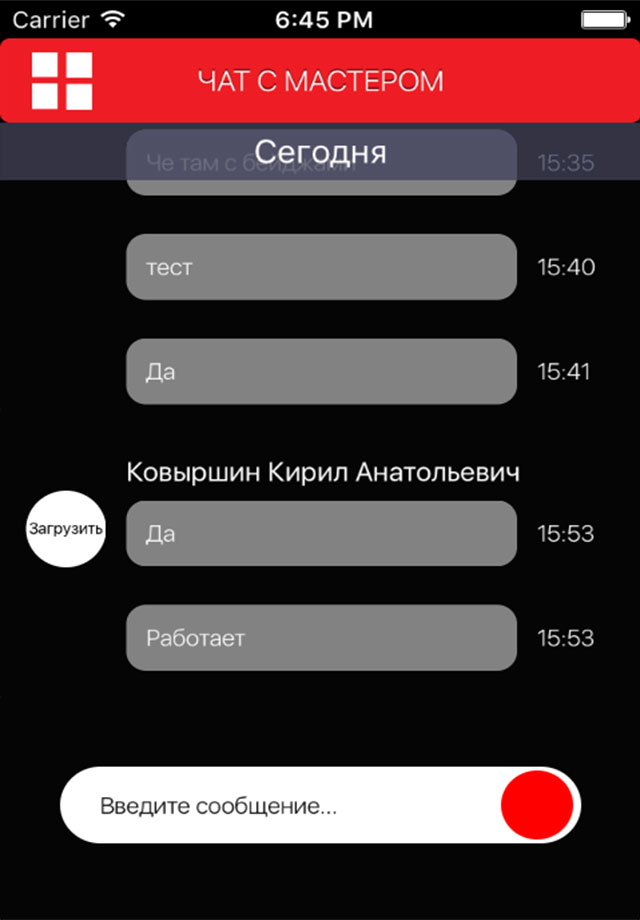 Carrier 6:45 PM
ЧАТ С МАСТЕРОМ
Сегодня
Че там с бейджами 15:35
тест 15:40
Да 15:41
Ковыршин Кирил Анатольевич
Загрузить Да 15:53
Работает 15:53
Введите сообщение...